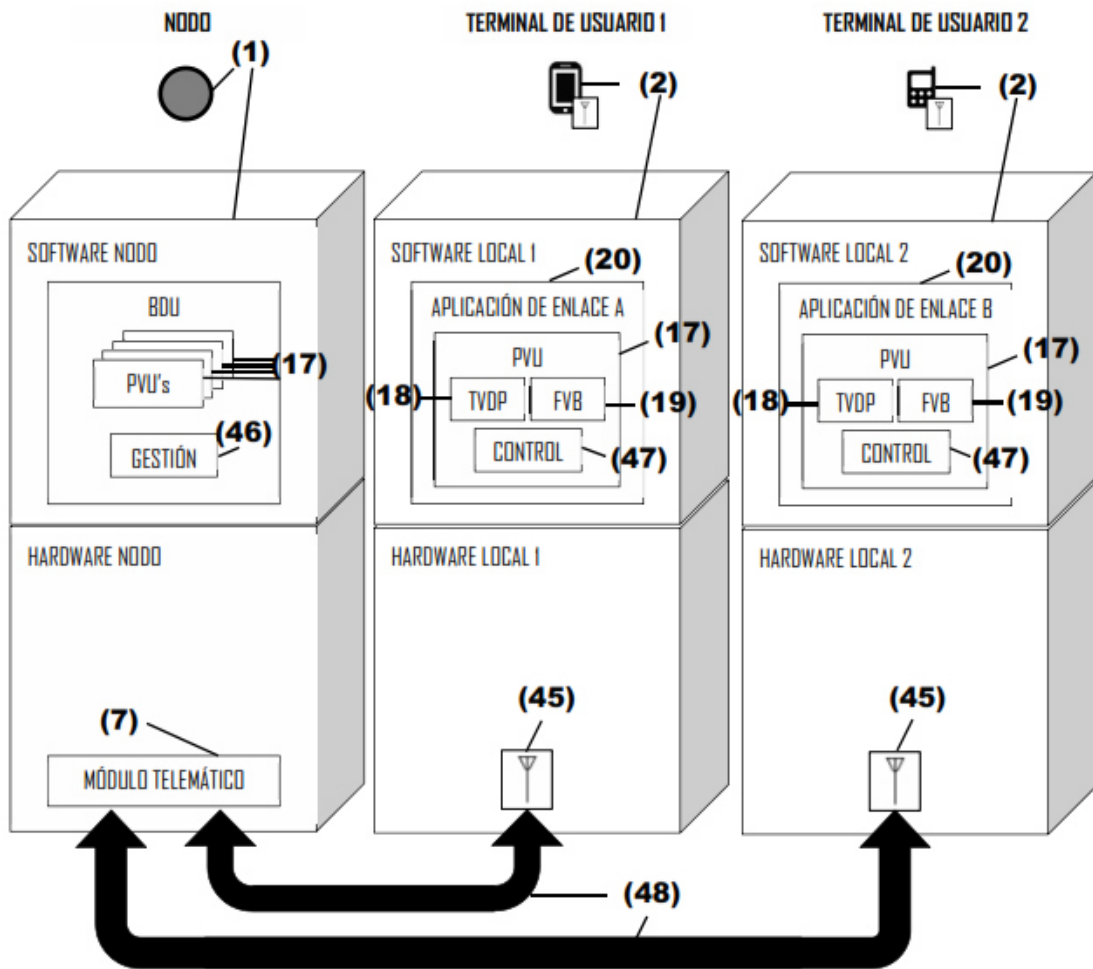 NODO
(1)
TERMINAL DE USUARIO 1
(2)
TERMINAL DE USUARIO 2
(2)
SOFTWARE NODO
BDU
PVU's
(17)
(46)
GESTIÓN
SOFTWARE LOCAL 1
(20)
APLICACIÓN DE ENLACE A
(17)
PVU
(18)
TVDP
FVB
(19)
CONTROL
(47)
SOFTWARE LOCAL 2
(20)
APLICACIÓN DE ENLACE B
(17)
PVU
(18)
TVDP
FVB
(19)
CONTROL
(47)
HARDWARE NODO
(7)
MÓDULO TELEMÁTICO
HARDWARE LOCAL 1
(45)
HARDWARE LOCAL 2
(45)
(48)